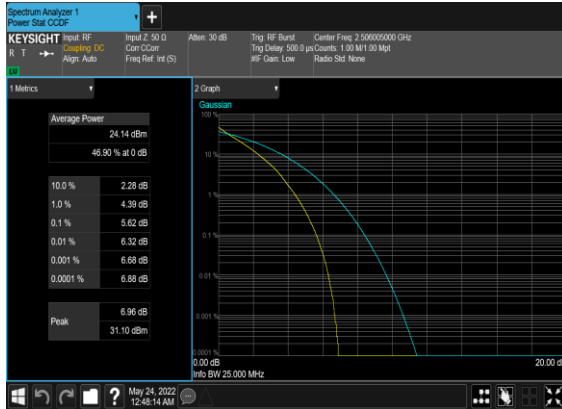 Spectrum Analyzer 1
Power Stat CCDF
+
KEYSIGHT
R T
LU
Input: RF
Coupling: DC
Align: Auto
Input Z: 50 Ω
Corr CCorr
Freq Ref: Int (S)
Atten: 30 dB
Trig: RF Burst
Trig Delay: 500.0 µs
#IF Gain: Low
Center Freq: 2.506005000 GHz
Counts: 1.00 M/1.00 Mpt
Radio Std: None
1 Metrics
Average Power
24.14 dBm
46.90 % at 0 dB
10.0 % 2.28 dB
1.0 % 4.39 dB
0.1 % 5.62 dB
0.01 % 6.32 dB
0.001 % 6.68 dB
0.0001 % 6.88 dB
Peak
6.96 dB
31.10 dBm
2 Graph
Gaussian
100 %
10 %
1 %
0.1 %
0.01 %
0.001 %
0.0001 %
0.00 dB
20.00 d
Info BW 25.000 MHz
?
May 24, 2022
12:48:14 AM